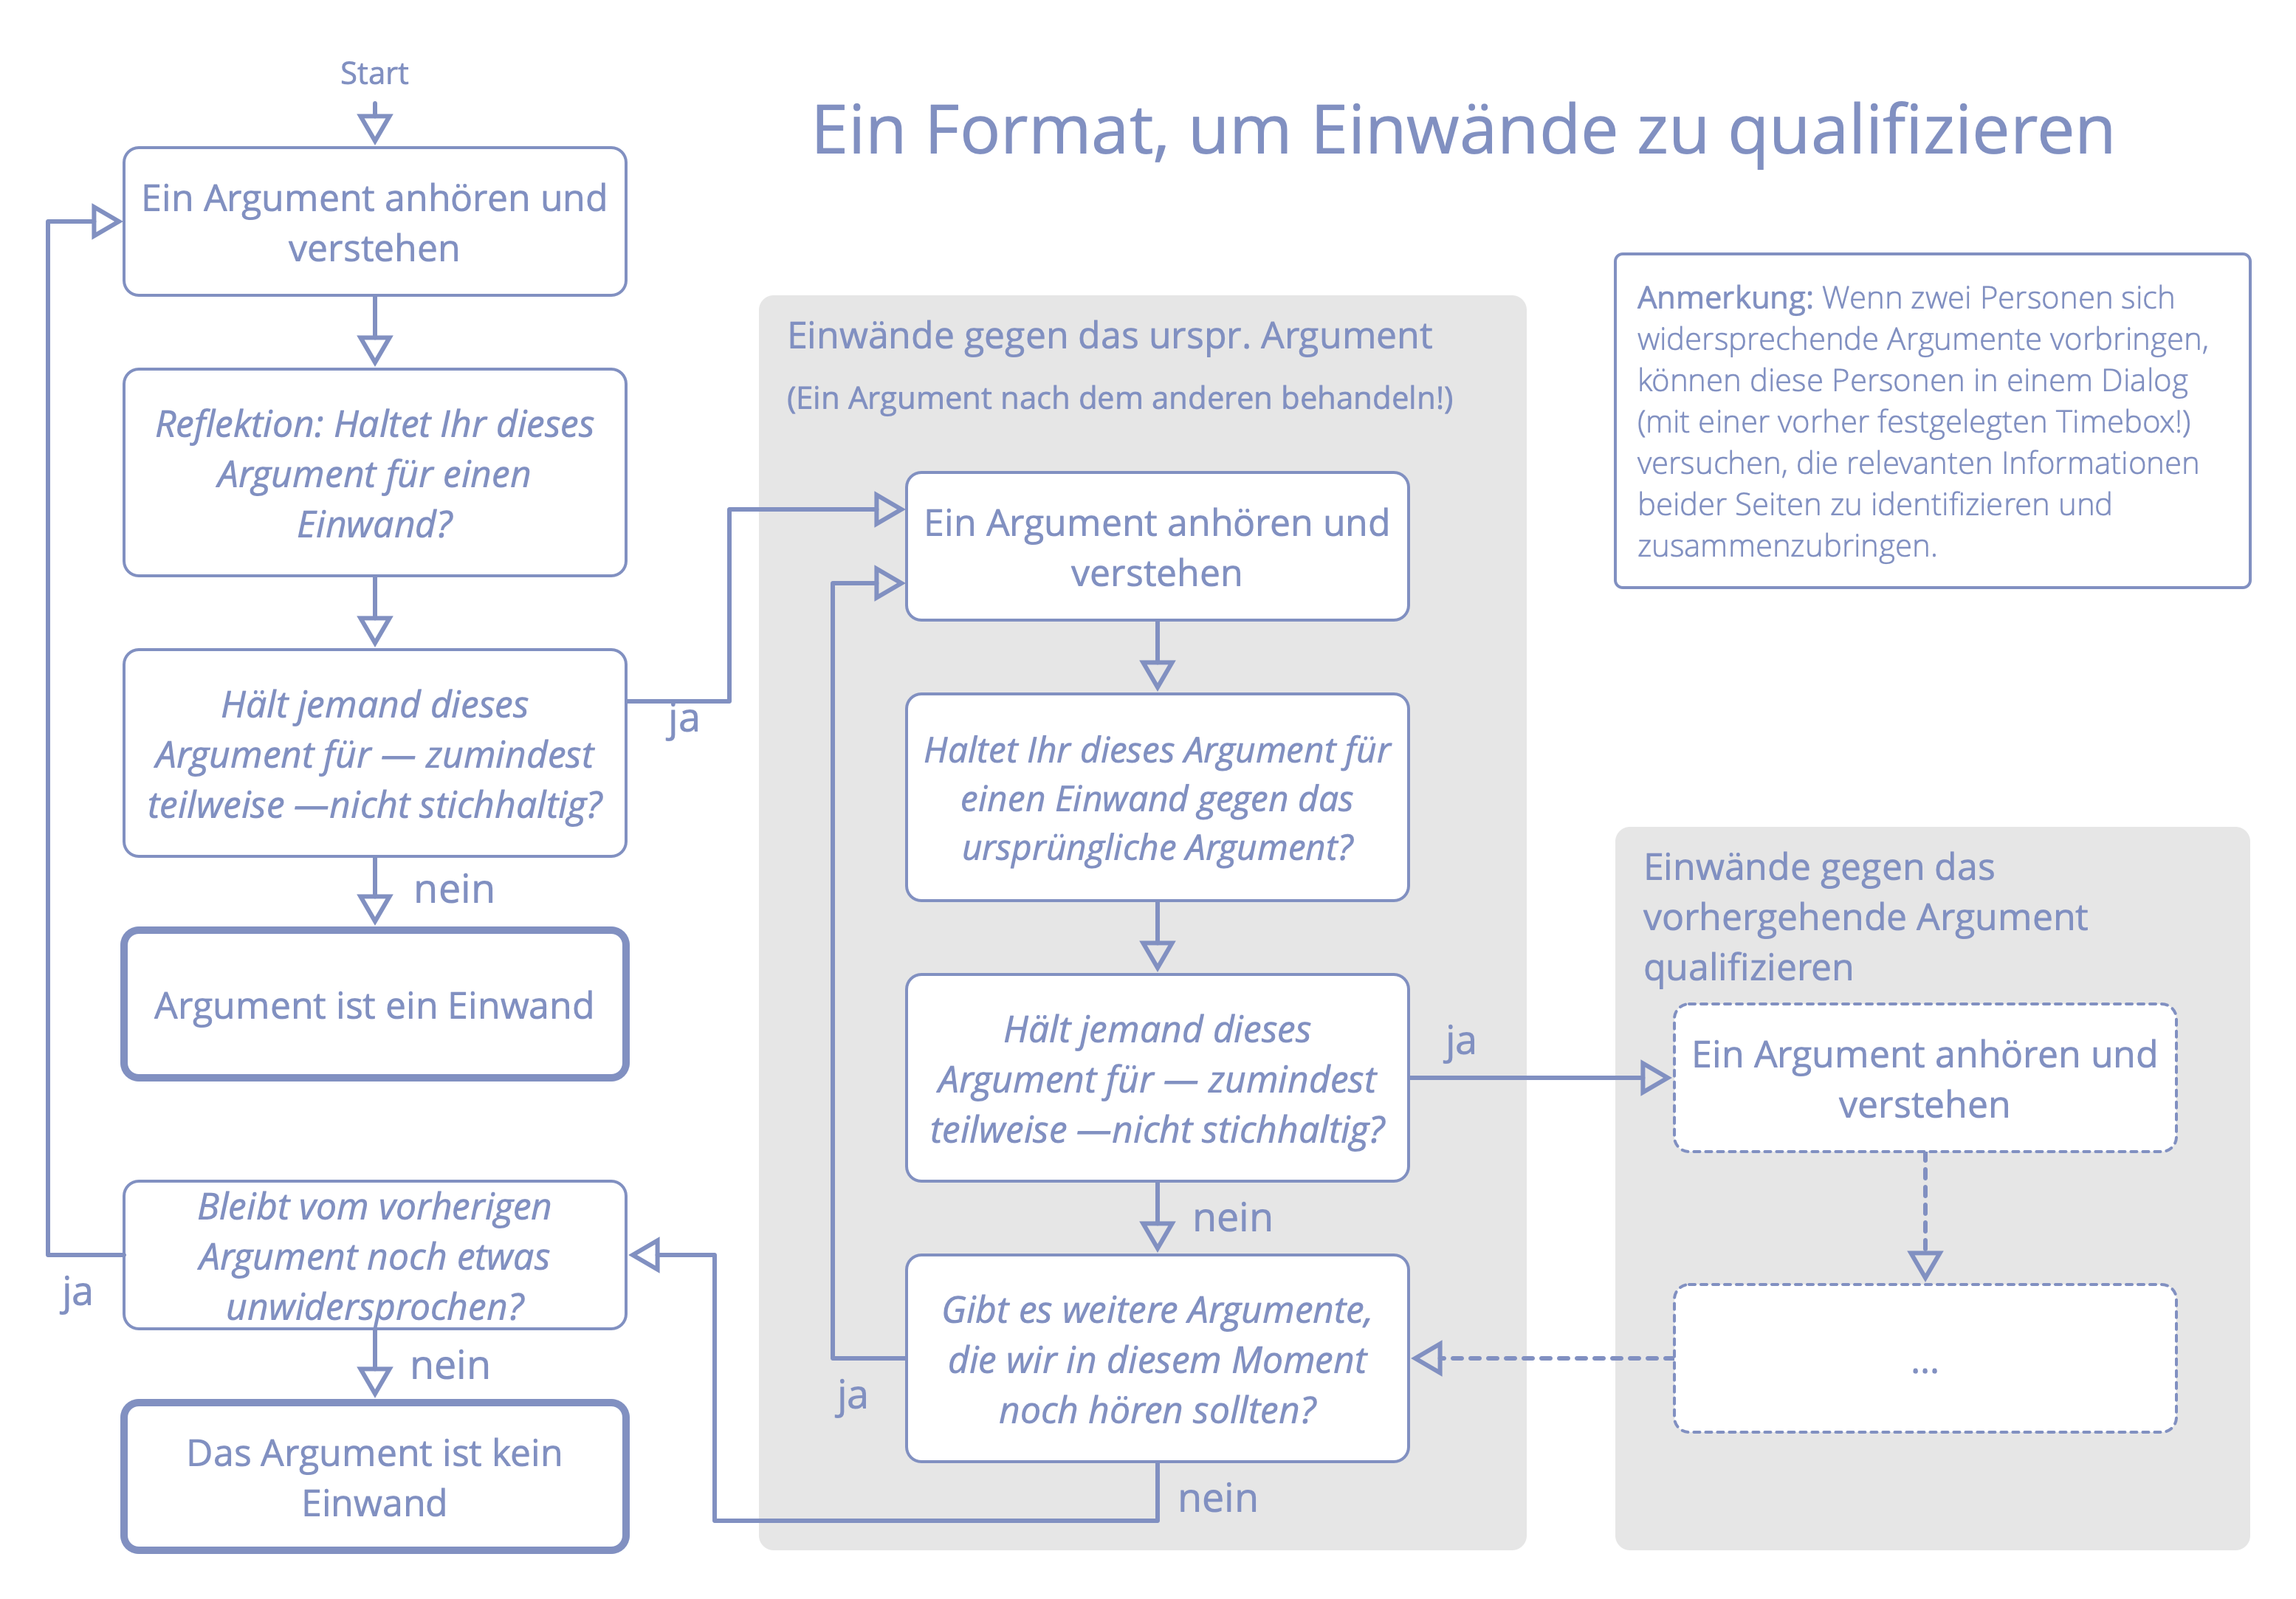 Start
Ein Format, um Einwände zu qualifizieren
Ein Argument anhören und
verstehen
Reflektion: Haltet Ihr dieses
Argument für einen
Einwand?
Hält jemand dieses
Argument für — zumindest
teilweise —nicht stichhaltig?
ja
nein
Argument ist ein Einwand
Bleibt vom vorherigen
Argument noch etwas
unwidersprochen?
ja
nein
Das Argument ist kein
Einwand
Einwände gegen das urspr. Argument
(Ein Argument nach dem anderen behandeln!)
Ein Argument anhören und
verstehen
Haltet Ihr dieses Argument für
einen Einwand gegen das
ursprüngliche Argument?
Hält jemand dieses
Argument für — zumindest
teilweise —nicht stichhaltig?
ja
nein
Gibt es weitere Argumente,
die wir in diesem Moment
noch hören sollten?
ja
nein
Anmerkung: Wenn zwei Personen sich
widersprechende Argumente vorbringen,
können diese Personen in einem Dialog
(mit einer vorher festgelegten Timebox!)
versuchen, die relevanten Informationen
beider Seiten zu identifizieren und
zusammenzubringen.
Einwände gegen das
vorhergehende Argument
qualifizieren
Ein Argument anhören und
verstehen
...